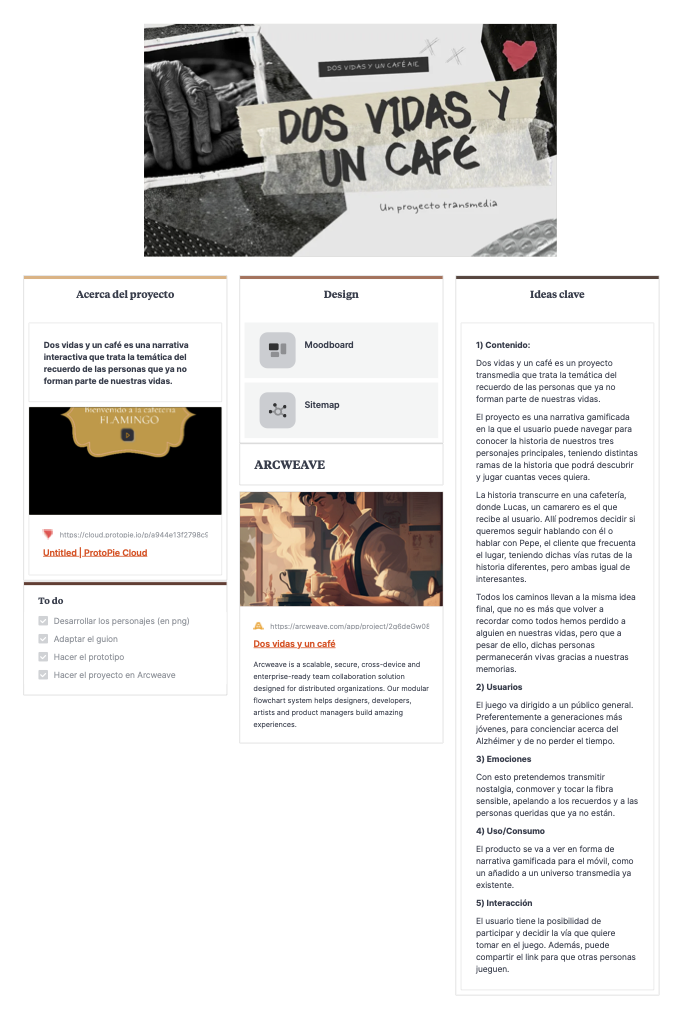 DOS VIDAS Y UN CAFÉ AIE
DOS VIDAS Y
UN CAFÉ
Un proyecto transmedia
Acerca del proyecto
Dos vidas y un café es una narrativa
interactiva que trata la temática del
recuerdo de las personas que ya no
forman parte de nuestras vidas.
bienvenido a la cafetería
FLAMINGO
https://cloud.protopie.io/p/a944e13f2798c5
Untitled | ProtoPie Cloud
To do
Desarrollar los personajes (en png)
Adaptar el guion
Hacer el prototipo
Hacer el proyecto en Arcweave
Design
Moodboard
Sitemap
ARCWEAVE
https://arcweave.com/app/project/2g6deGw08
Dos vidas y un café
Arcweave is a scalable, secure, cross-device and
enterprise-ready team collaboration solution
designed for distributed organizations. Our modular
flowchart system helps designers, developers,
artists and product managers build amazing
experiences.
Ideas clave
1) Contenido:
Dos vidas y un café es un proyecto
transmedia que trata la temática del
recuerdo de las personas que ya no
forman parte de nuestras vidas.
El proyecto es una narrativa gamificada
en la que el usuario puede navegar para
conocer la historia de nuestros tres
personajes principales, teniendo distintas
ramas de la historia que podrá descubrir
y jugar cuantas veces quiera.
La historia transcurre en una cafetería,
donde Lucas, un camarero es el que
recibe al usuario. Allí podremos decidir si
queremos seguir hablando con él o
hablar con Pepe, el cliente que frecuenta
el lugar, teniendo dichas vías rutas de la
historia diferentes, pero ambas igual de
interesantes.
Todos los caminos llevan a la misma idea
final, que no es más que volver a
recordar como todos hemos perdido a
alguien en nuestras vidas, pero que a
pesar de ello, dichas personas
permanecerán vivas gracias a nuestras
memorias.
2) Usuarios
El juego va dirigido a un público general.
Preferentemente a generaciones más
jóvenes, para concienciar acerca del
Alzhéimer y de no perder el tiempo.
3) Emociones
Con esto pretendemos transmitir
nostalgia, conmover y tocar la fibra
sensible, apelando a los recuerdos y a las
personas queridas que ya no están.
4) Uso/Consumo
El producto se va a ver en forma de
narrativa gamificada para el móvil, como
un añadido a un universo transmedia ya
existente.
5) Interacción
El usuario tiene la posibilidad de
participar y decidir la vía que quiere
tomar en el juego. Además, puede
compartir el link para que otras personas
jueguen.